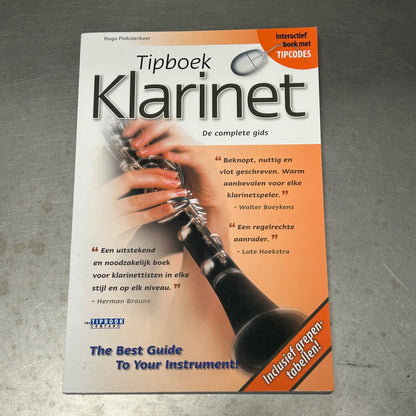 Hugo Pinksterboer
Interactief
boek met
TIPCODES
Tipboek
Klarinet
De complete gids
" Beknopt, nuttig en
vlot geschreven. Warm
aanbevolen voor elke
klarinetspeler. "
- Walter Boeykens
" Een regelrechte
aanrader. "
- Lute Hoekstra
" Een uitstekend
en noodzakelijk boek
voor klarinettisten in elke
stijl en op elk niveau. "
- Herman Braune
THE TIPBOOK
COMPANY
The Best Guide
To Your Instrument!
Inclusief grepen-
tabellen!